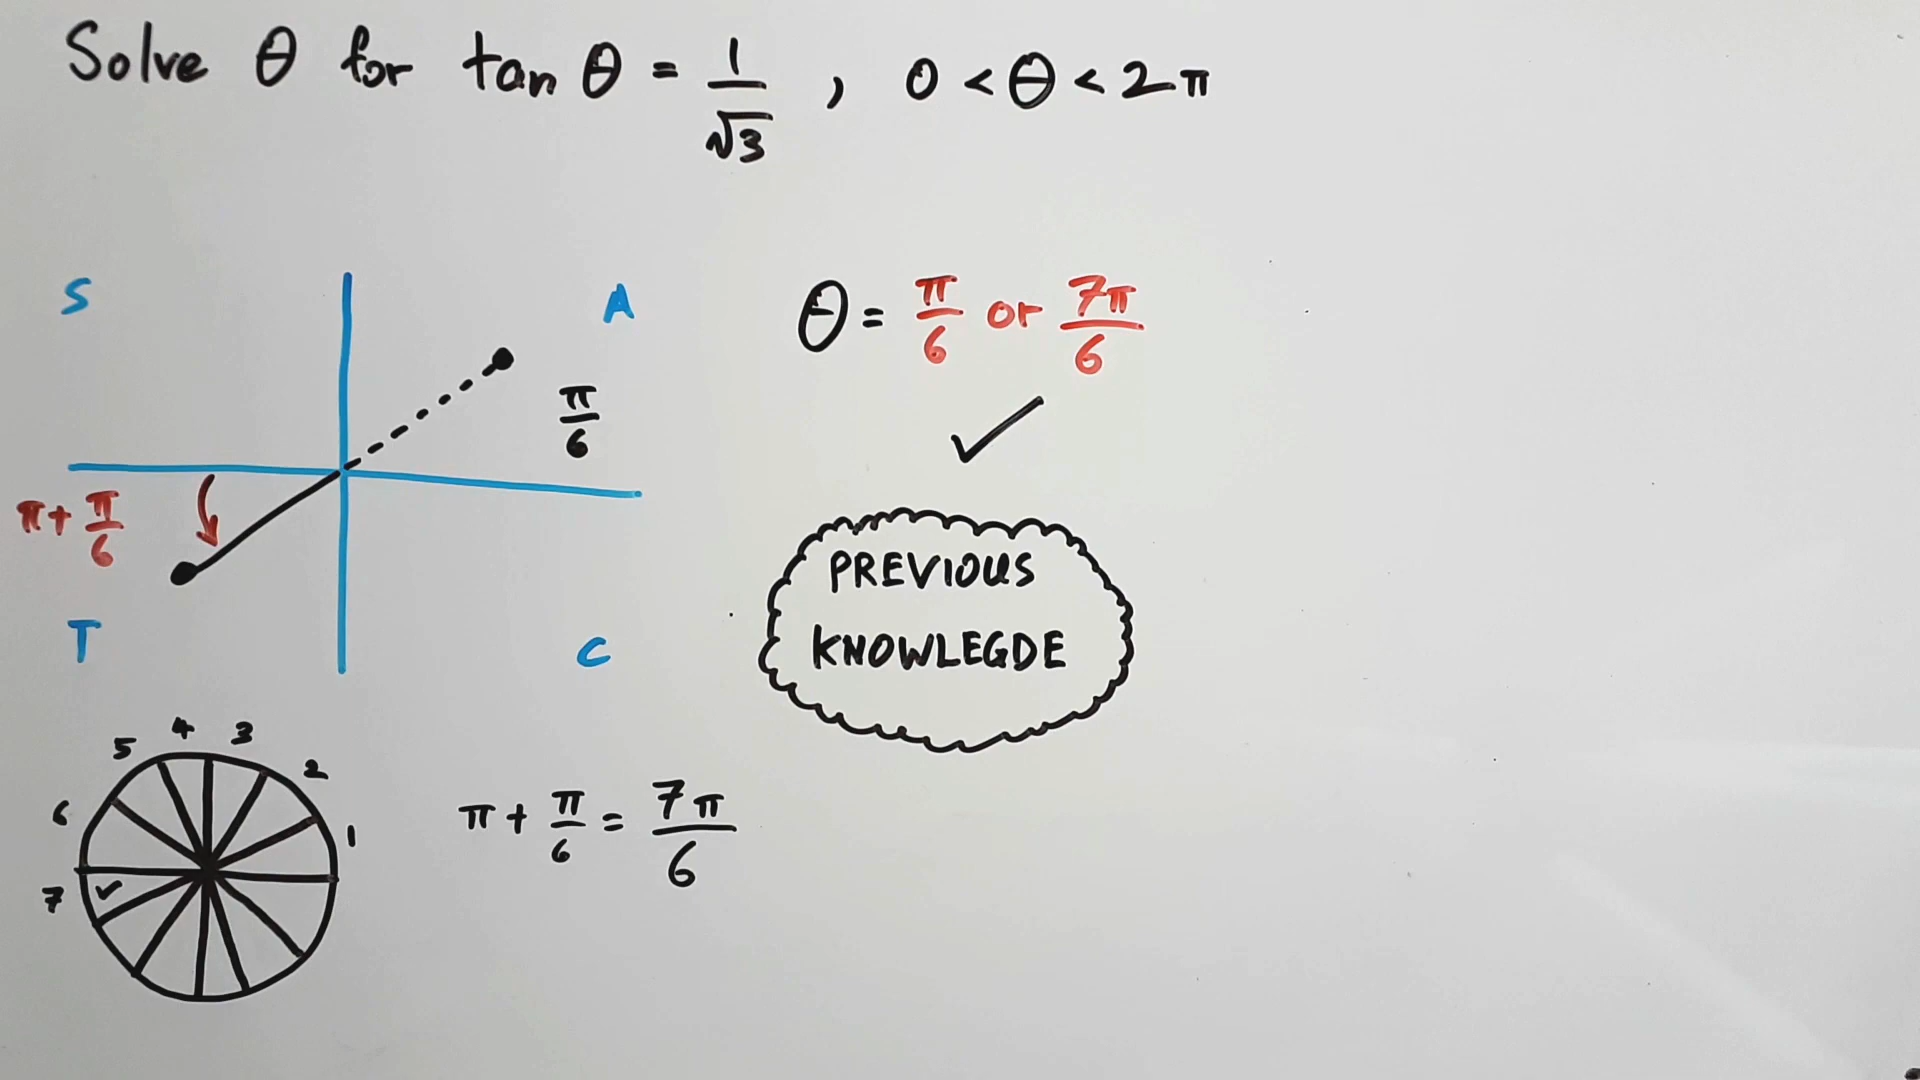 Solve θ for tan θ = 1/√3 , 0 < θ < 2π
S
A
θ = π/6 or 7π/6
π/6
π + π/6
✓
PREVIOUS
KNOWLEGDE
T
C
4 3
5 2
6 1
7 ✓
π + π/6 = 7π/6